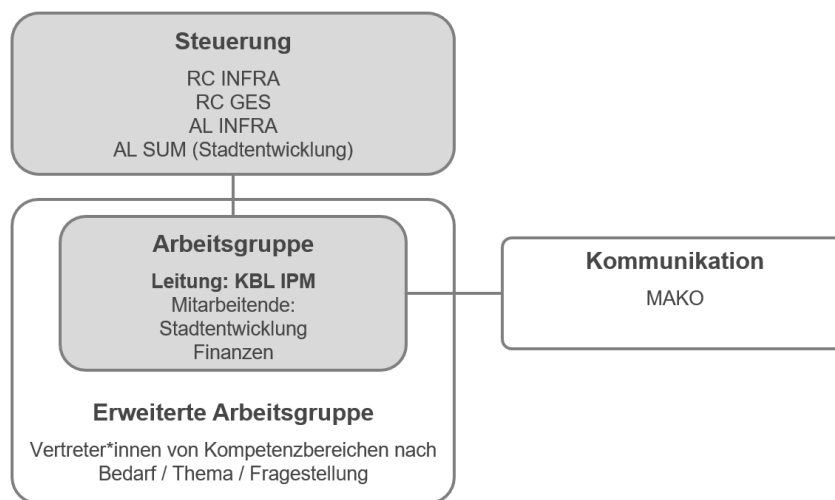 Steuerung
RC INFRA
RC GES
AL INFRA
AL SUM (Stadtentwicklung)
Arbeitsgruppe
Leitung: KBL IPM
Mitarbeitende:
Stadtentwicklung
Finanzen
Kommunikation
MAKO
Erweiterte Arbeitsgruppe
Vertreter*innen von Kompetenzbereichen nach
Bedarf / Thema / Fragestellung